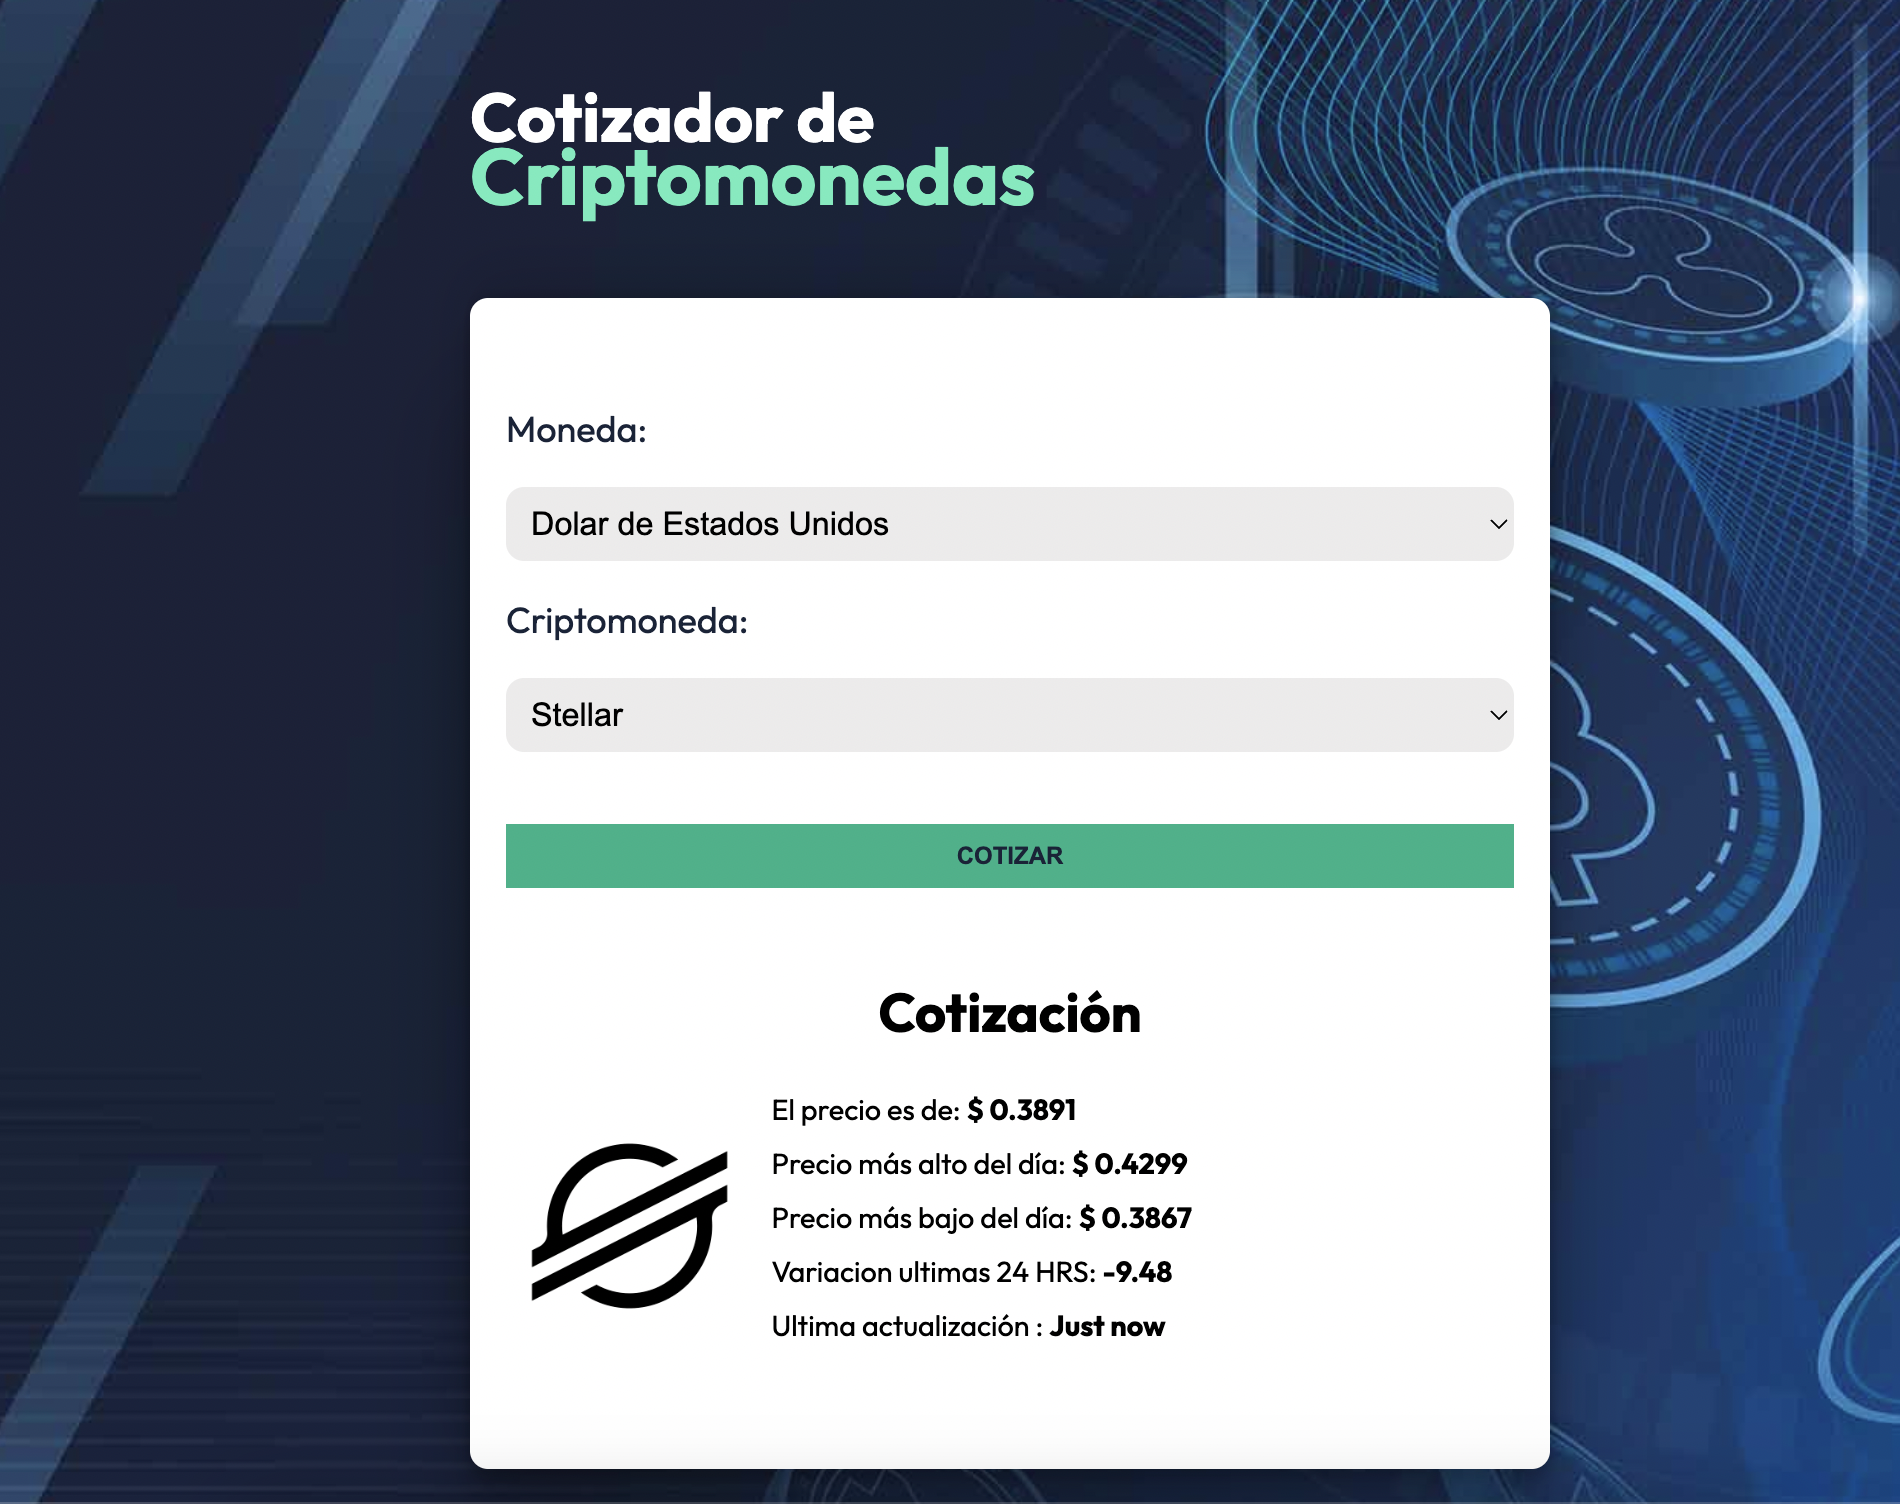 Cotizador de
Criptomonedas
Moneda:
Dolar de Estados Unidos
Criptomoneda:
Stellar
COTIZAR
Cotización
El precio es de: $ 0.3891
Precio más alto del día: $ 0.4299
Precio más bajo del día: $ 0.3867
Variacion ultimas 24 HRS: -9.48
Ultima actualización : Just now